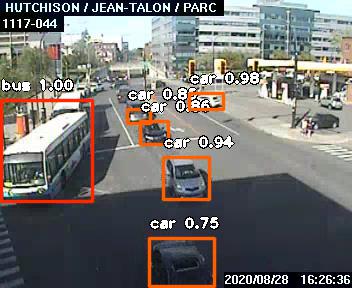 HUTCHISON / JEAN-TALON / PARC
1117-044
car 0.98
bus 1.00
car 0.94
car 0.75
2020/08/28 16:26:36